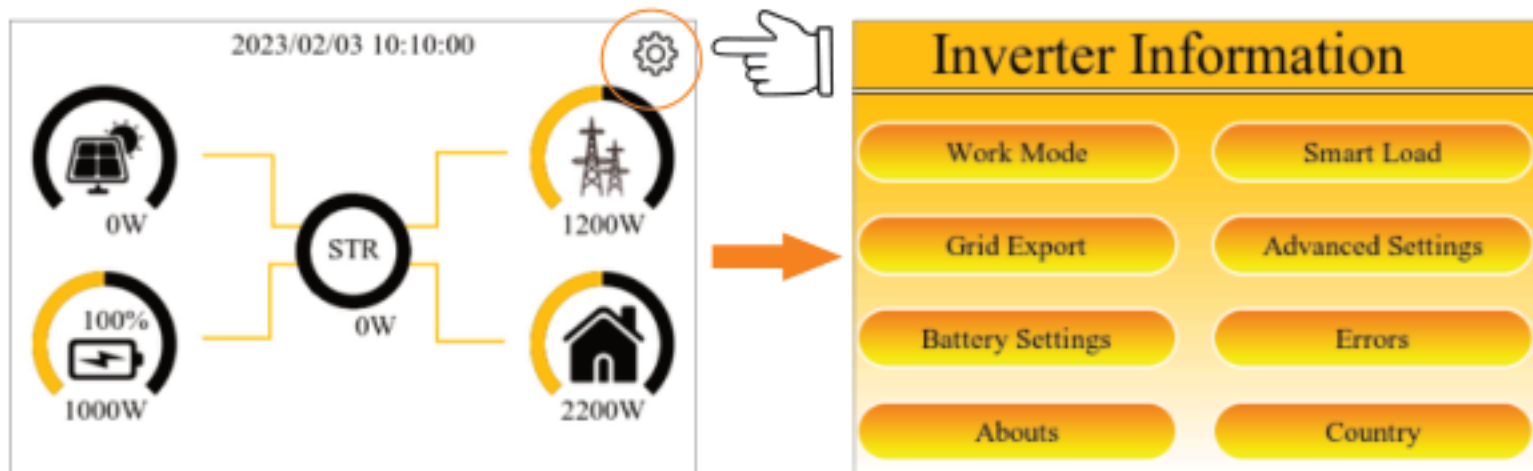 2023/02/03 10:10:00
0W
1200W
STR
0W
100%
1000W
2200W
Inverter Information
Work Mode
Smart Load
Grid Export
Advanced Settings
Battery Settings
Errors
Abouts
Country